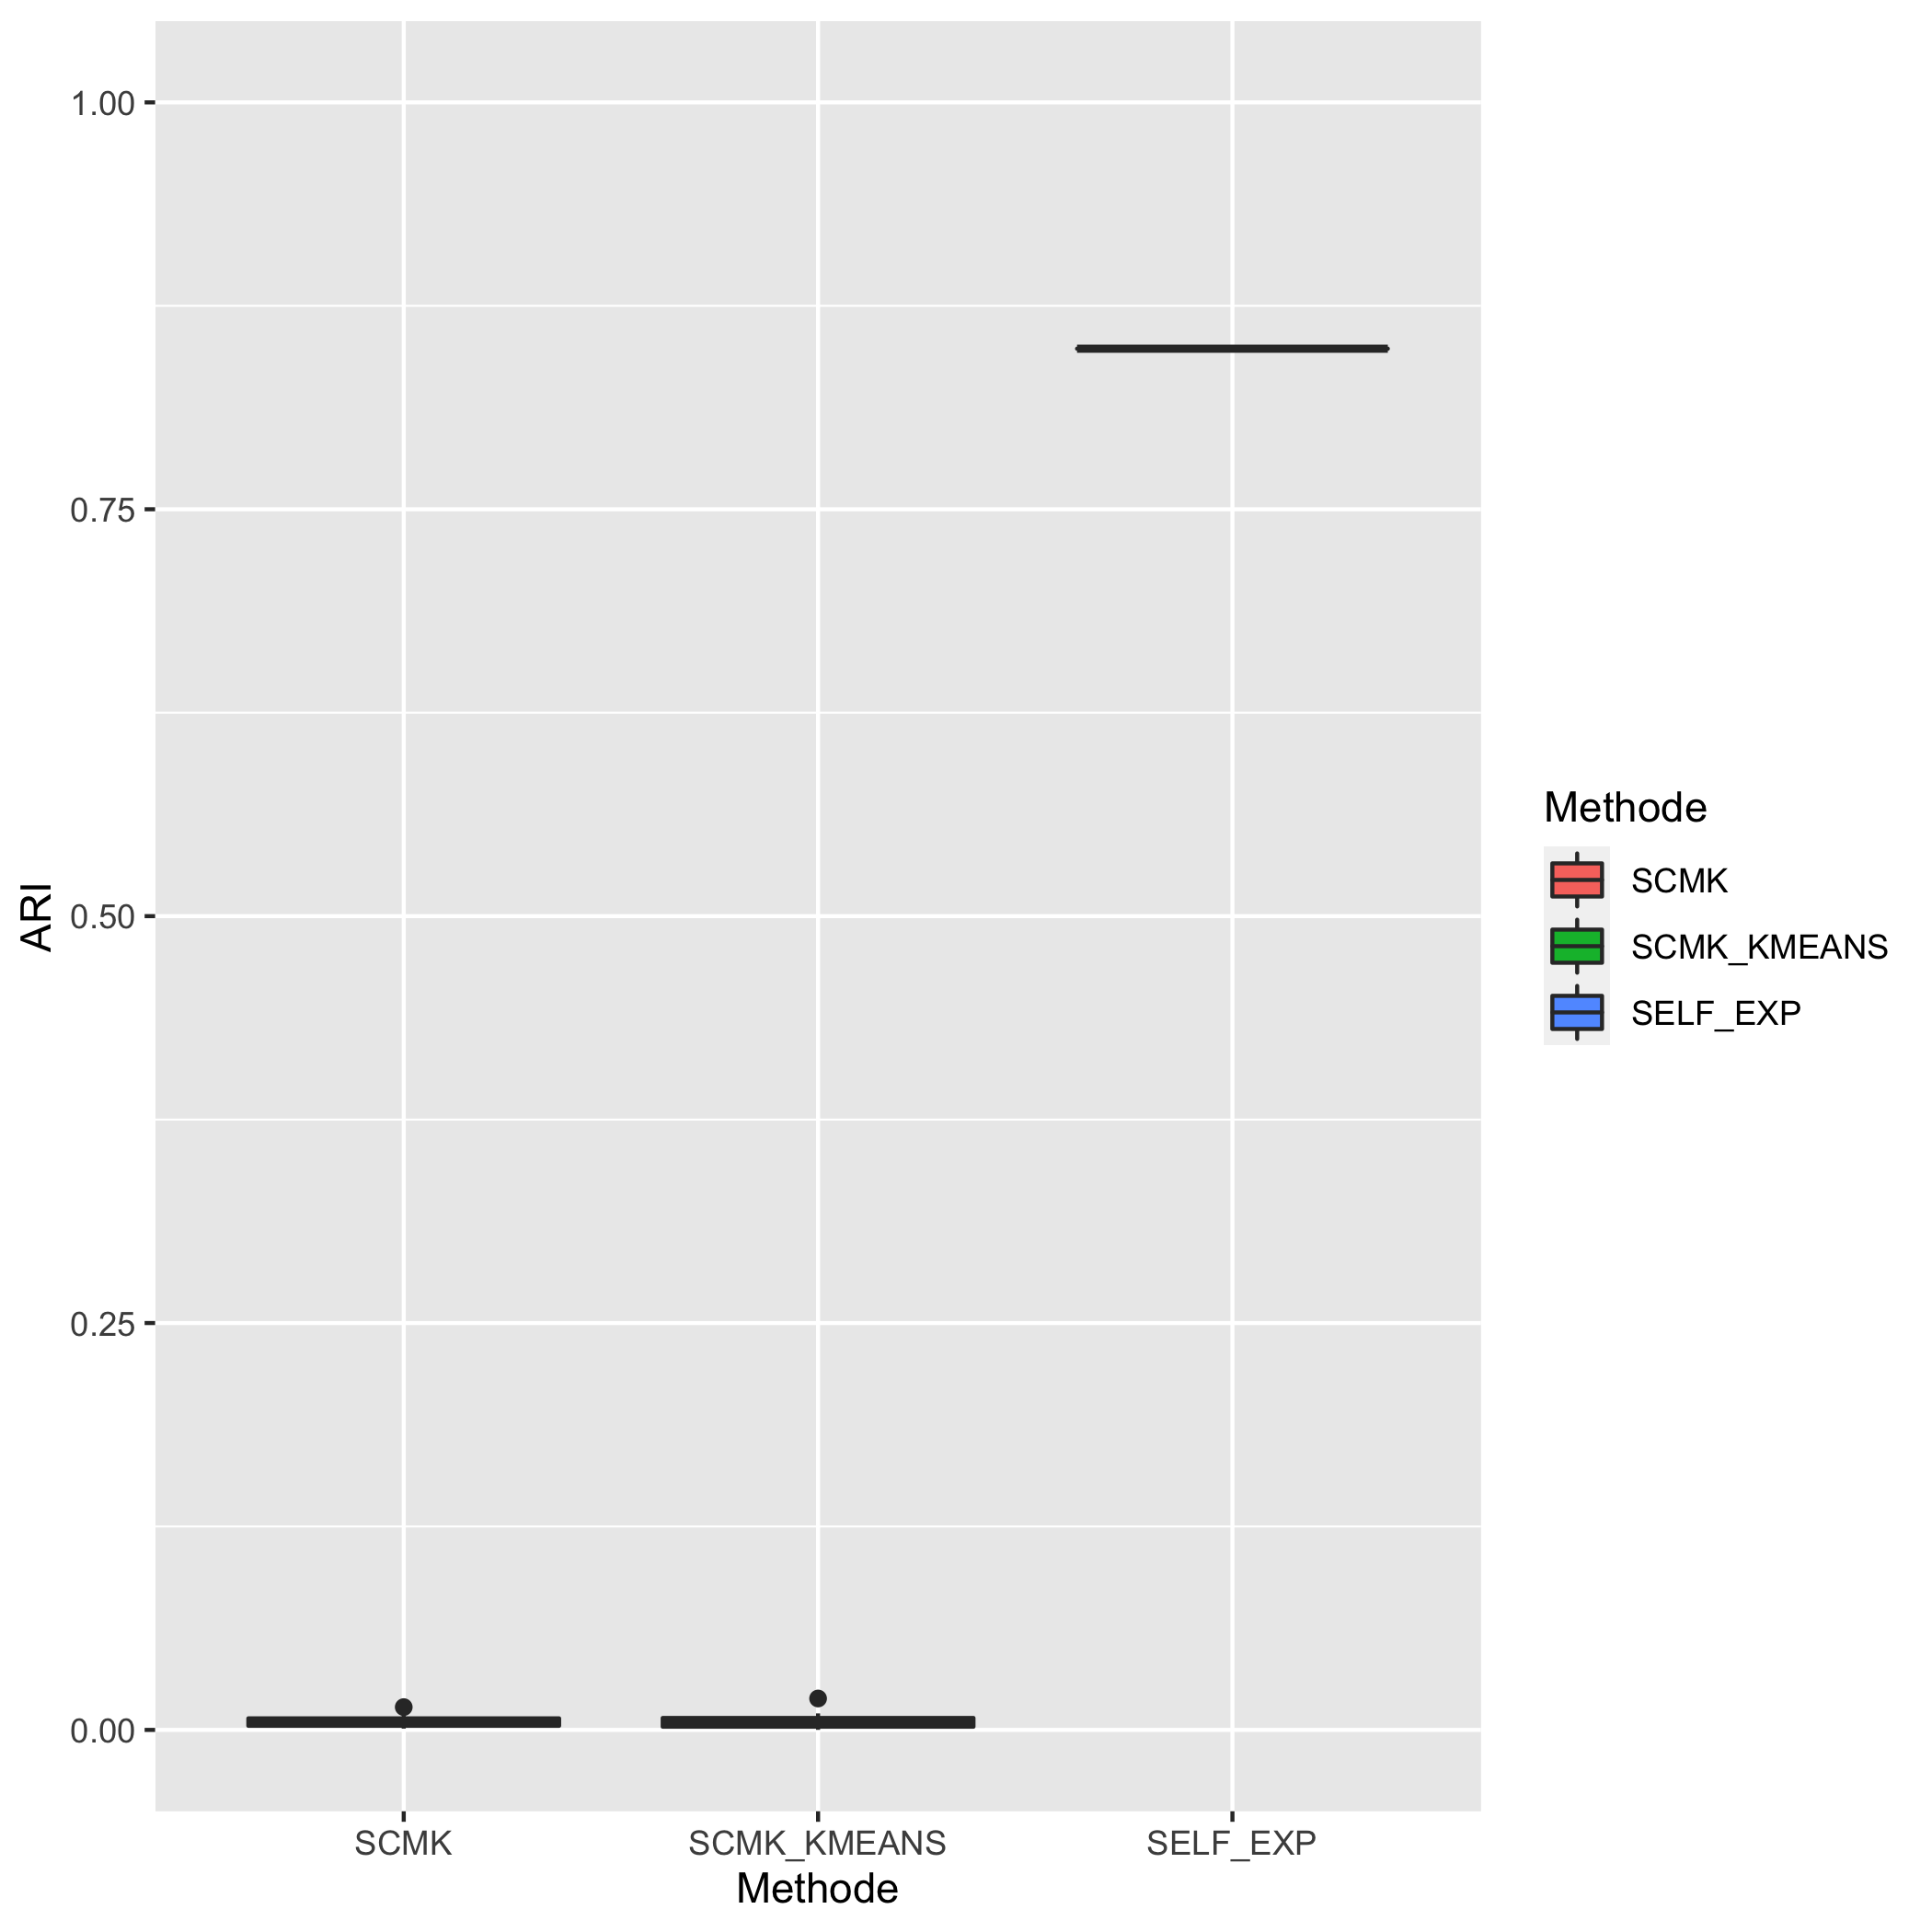 1.00
0.75
0.50
0.25
0.00
ARI
SCMK
SCMK_KMEANS
SELF_EXP
Methode
Methode
SCMK
SCMK_KMEANS
SELF_EXP